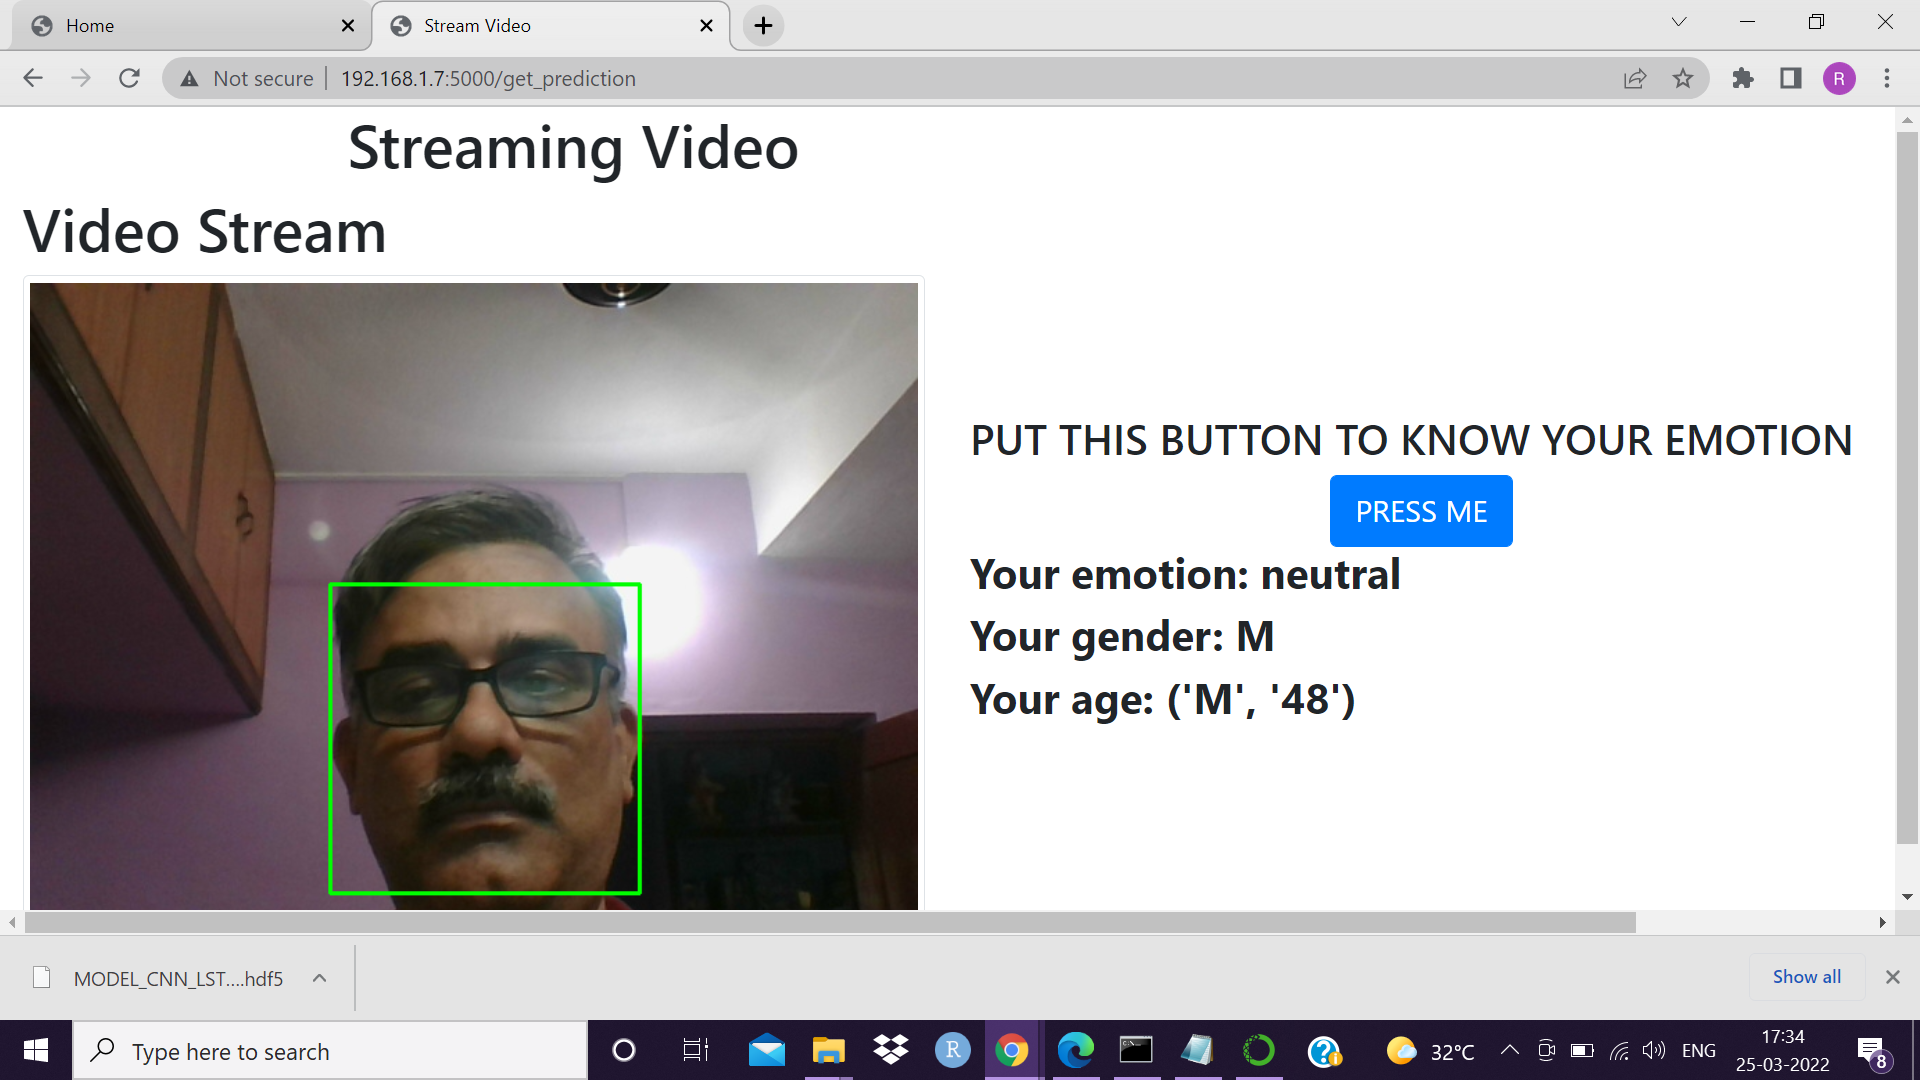 Home
Stream Video
Not secure
192.168.1.7:5000/get_prediction
R
Streaming Video
Video Stream
PUT THIS BUTTON TO KNOW YOUR EMOTION
PRESS ME
Your emotion: neutral
Your gender: M
Your age: ('M', '48')
MODEL_CNN_LST....hdf5
Show all
Type here to search
R
32°C
ENG
17:34
25-03-2022
8